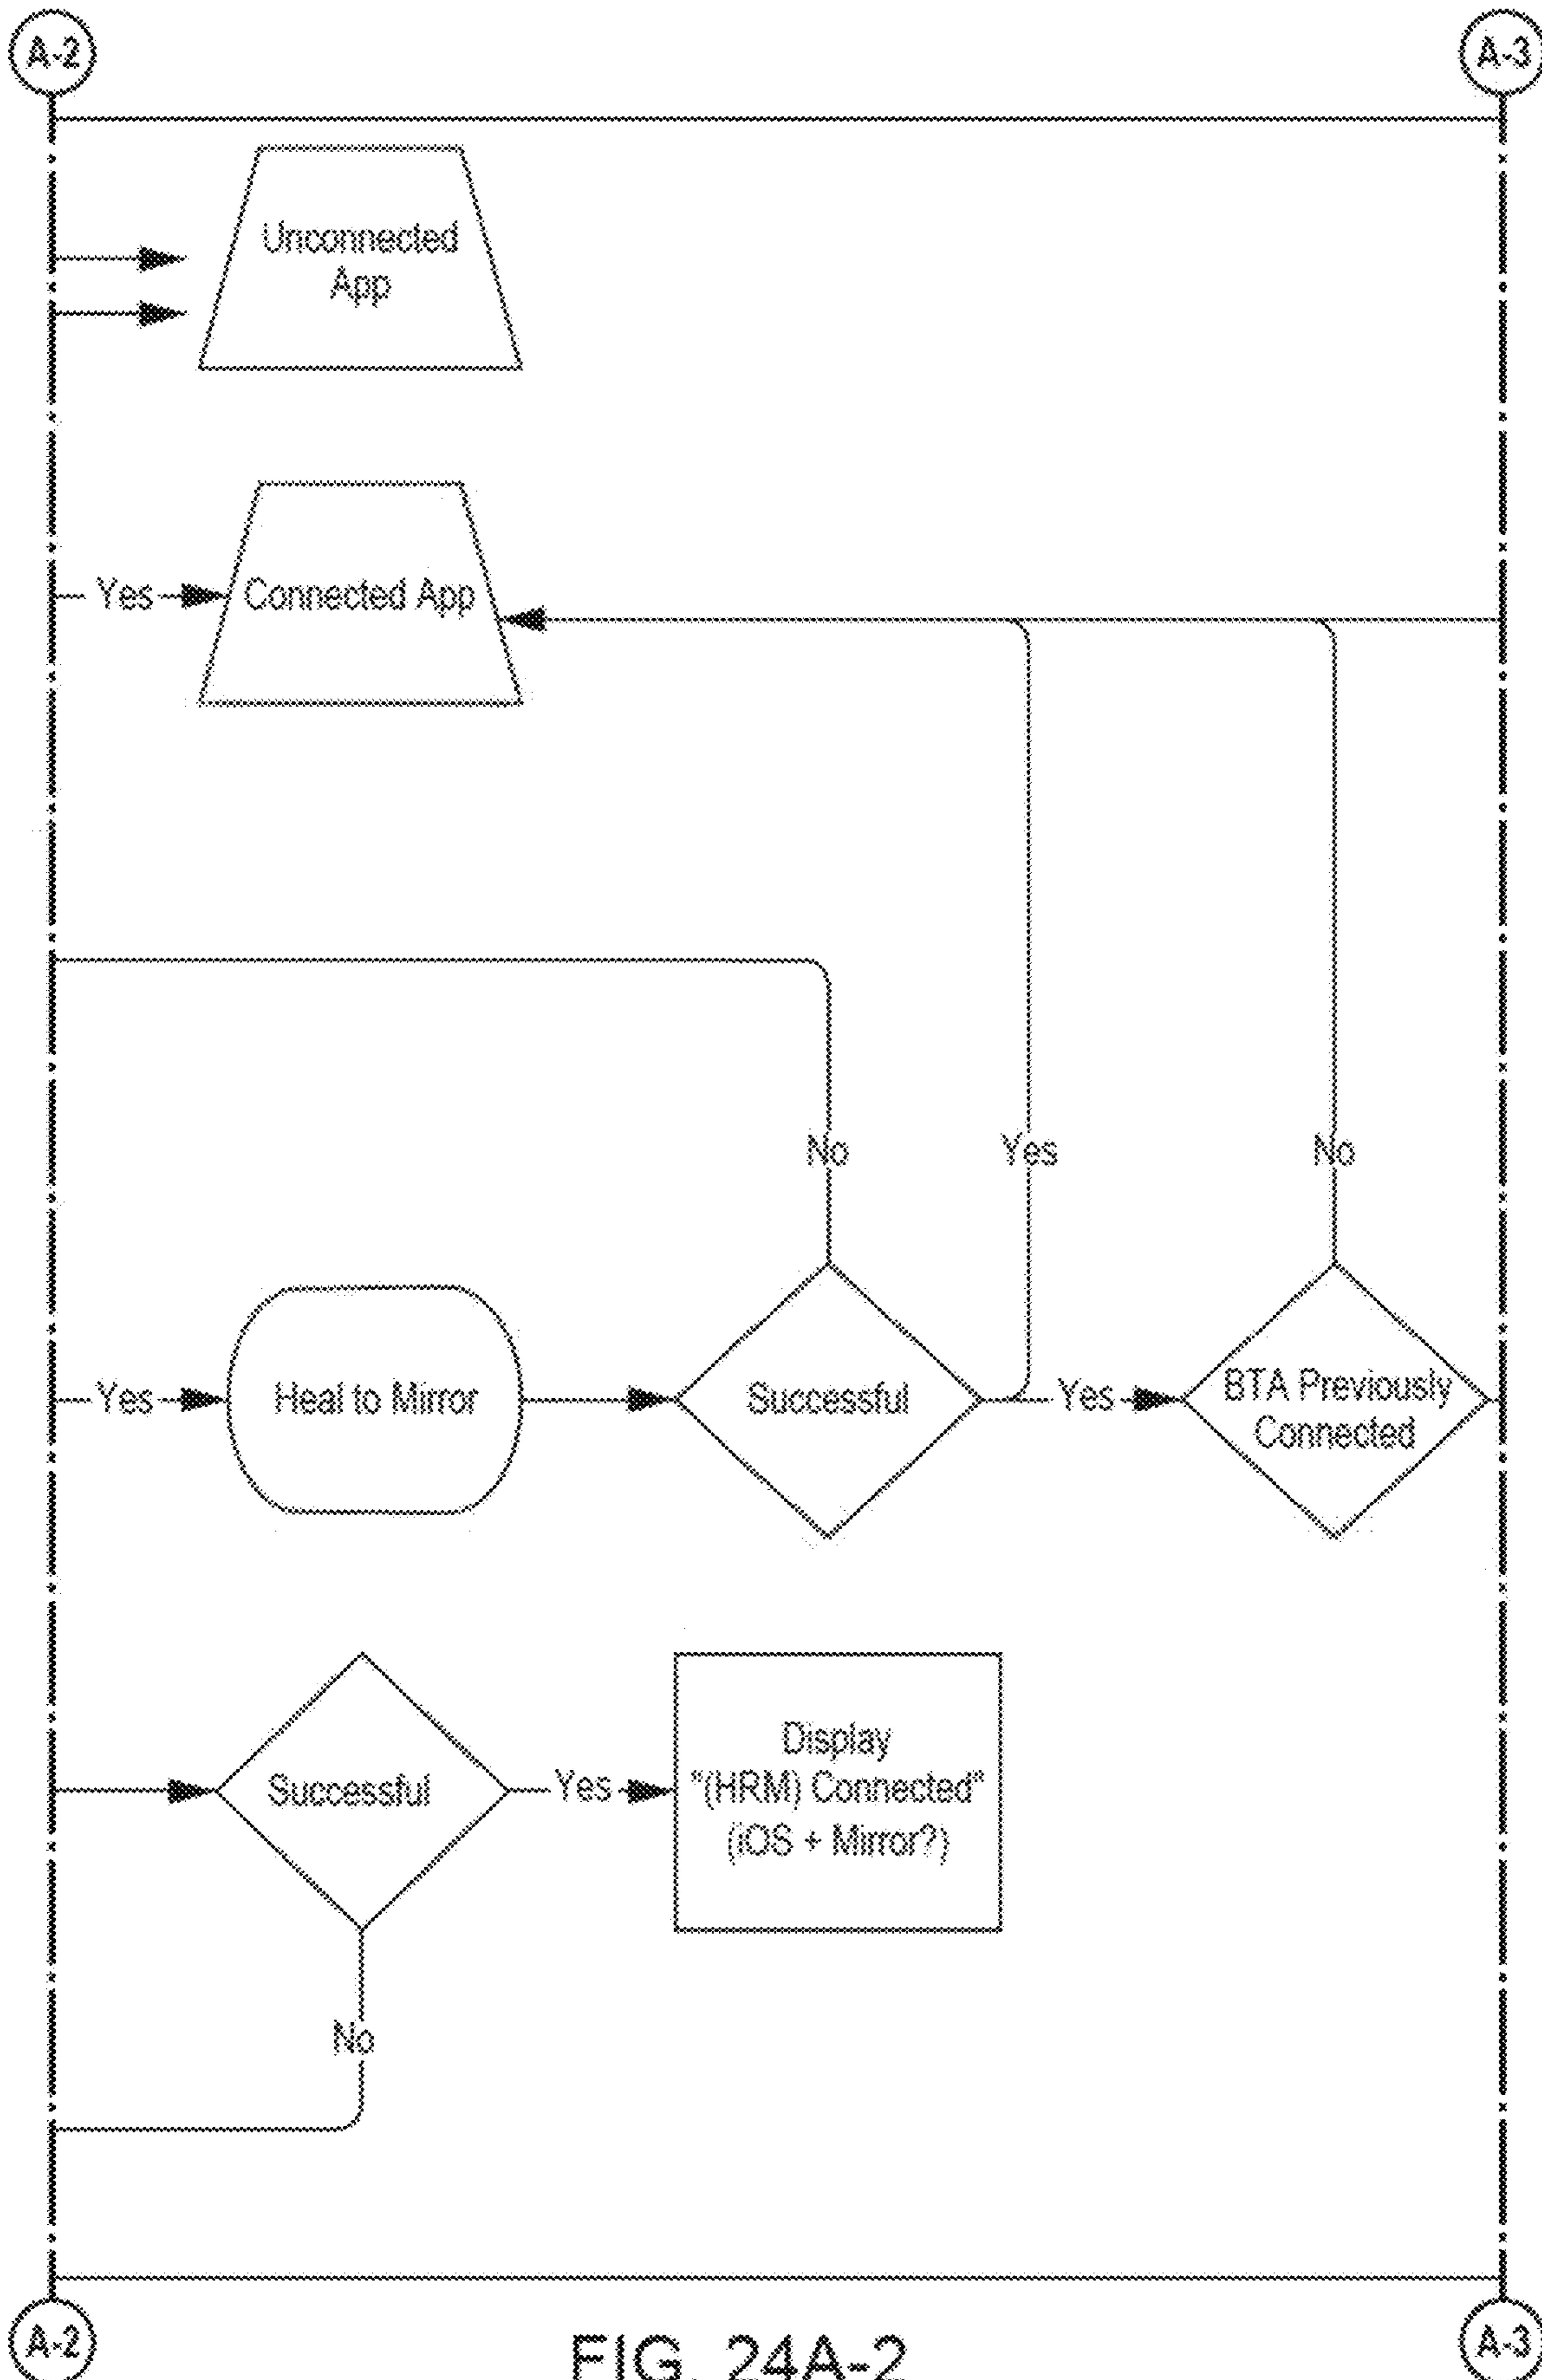 A-2
A-3
Unconnected
App
Yes
Connected App
No
Yes
No
Yes
Heal to Mirror
Successful
Yes
BTA Previously
Connected
Successful
Yes
Display
"(HRM) Connected"
(iOS + Mirror?)
No
A-2
A-3
FIG. 24A-2